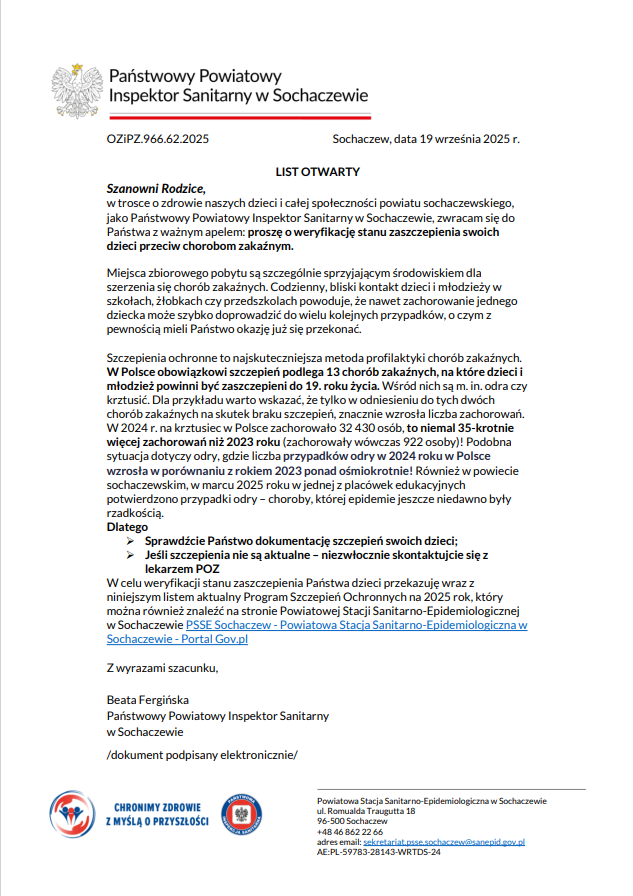 Państwowy Powiatowy
Inspektor Sanitarny w Sochaczewie
OZiPZ.966.62.2025 Sochaczew, data 19 września 2025 r.
LIST OTWARTY
Szanowni Rodzice,
w trosce o zdrowie naszych dzieci i całej społeczności powiatu sochaczewskiego,
jako Państwowy Powiatowy Inspektor Sanitarny w Sochaczewie, zwracam się do
Państwa z ważnym apelem: proszę o weryfikację stanu zaszczepienia swoich
dzieci przeciw chorobom zakaźnym.
Miejsca zbiorowego pobytu są szczególnie sprzyjającym środowiskiem dla
szerzenia się chorób zakaźnych. Codzienny, bliski kontakt dzieci i młodzieży w
szkołach, żłobkach czy przedszkolach powoduje, że nawet zachorowanie jednego
dziecka może szybko doprowadzić do wielu kolejnych przypadków, o czym z
pewnością mieli Państwo okazję już się przekonać.
Szczepienia ochronne to najskuteczniejsza metoda profilaktyki chorób zakaźnych.
W Polsce obowiązkowi szczepień podlega 13 chorób zakaźnych, na które dzieci i
młodzież powinni być zaszczepieni do 19. roku życia. Wśród nich są m. in. odra czy
krztusić. Dla przykładu warto wskazać, że tylko w odniesieniu do tych dwóch
chorób zakaźnych na skutek braku szczepień, znacznie wzrosła liczba zachorowań.
W 2024 r. na krztusiec w Polsce zachorowało 32 430 osób, to niemal 35-krotnie
więcej zachorowań niż 2023 roku (zachorowały wówczas 922 osoby)! Podobna
sytuacja dotyczy odry, gdzie liczba przypadków odry w 2024 roku w Polsce
wzrosła w porównaniu z rokiem 2023 ponad ośmiokrotnie! Również w powiecie
sochaczewskim, w marcu 2025 roku w jednej z placówek edukacyjnych
potwierdzono przypadki odry – choroby, której epidemie jeszcze niedawno były
rzadkością.
Dlatego
➢ Sprawdźcie Państwo dokumentację szczepień swoich dzieci;
➢ Jeśli szczepienia nie są aktualne – niezwłocznie skontaktujcie się z
lekarzem POZ
W celu weryfikacji stanu zaszczepienia Państwa dzieci przekazuję wraz z
niniejszym listem aktualny Program Szczepień Ochronnych na 2025 rok, który
można również znaleźć na stronie Powiatowej Stacji Sanitarno-Epidemiologicznej
w Sochaczewie PSSE Sochaczew - Powiatowa Stacja Sanitarno-Epidemiologiczna w
Sochaczewie - Portal Gov.pl
Z wyrazami szacunku,
Beata Fergińska
Państwowy Powiatowy Inspektor Sanitarny
w Sochaczewie
/dokument podpisany elektronicznie/
CHRONIMY ZDROWIE
Z MYŚLĄ O PRZYSZŁOŚCI
PAŃSTWOWA
INSPEKCJA SANITARNA
Powiatowa Stacja Sanitarno-Epidemiologiczna w Sochaczewie
ul. Romualda Traugutta 18
96-500 Sochaczew
+48 46 862 22 66
adres email: sekretariat.psse.sochaczew@sanepid.gov.pl
AE:PL-59783-28143-WRTDS-24